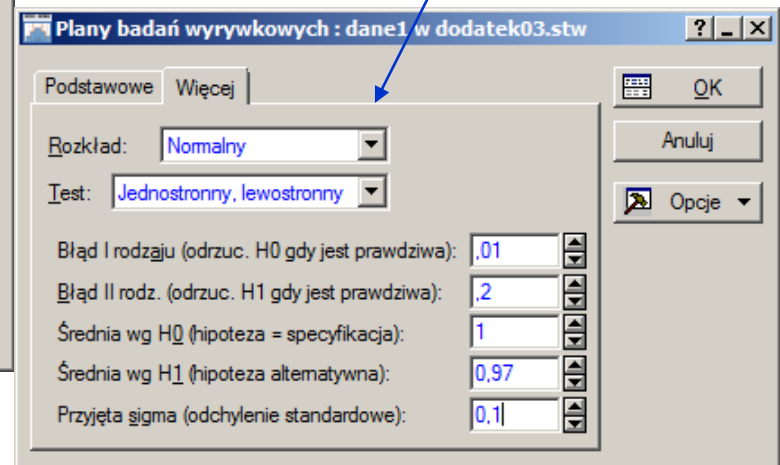 Plany badań wyrywkowych : dane1 w dodatek03.stw
Podstawowe Więcej
OK
Rozkład: Normalny
Anuluj
Test: Jednostronny, lewostronny
Opcje
Błąd I rodzaju (odrzuc. H0 gdy jest prawdziwa): ,01
Błąd II rodz. (odrzuc. H1 gdy jest prawdziwa): ,2
Średnia wg H0 (hipoteza = specyfikacja): 1
Średnia wg H1 (hipoteza alternatywna): 0,97
Przyjęta sigma (odchylenie standardowe): 0,1